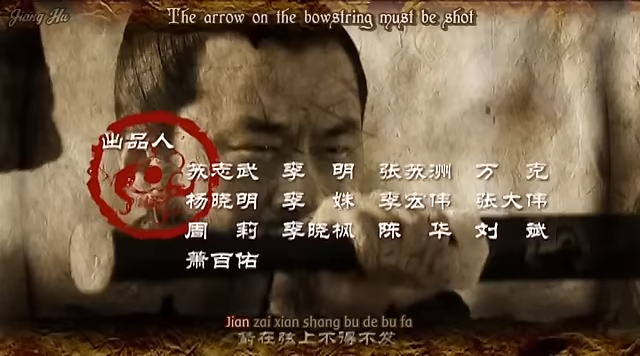 Jiang Hu
The arrow on the bowstring must be shot
出品人
苏志武 李 明 张苏洲 万 克
杨晓明 李 姝 李宏伟 张大伟
周 莉 李晓枫 陈 华 刘 斌
萧百佑
Jian zai xian shang bu de bu fa
箭在弦上不得不发